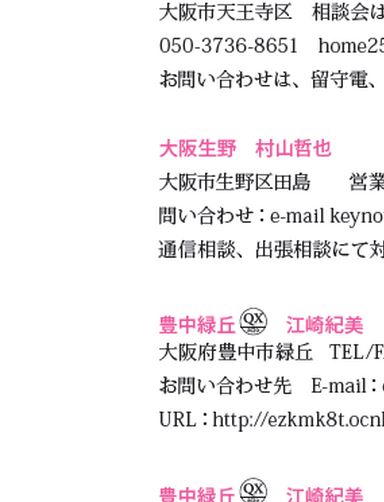 大阪市天王寺区　相談会は
050-3736-8651　home25
お問い合わせは、留守電、
大阪生野　村山哲也
大阪市生野区田島　　営業
問い合わせ：e-mail keyno
通信相談、出張相談にて対
豊中緑丘 QX 江崎紀美
大阪府豊中市緑丘　TEL/F
お問い合わせ先　E-mail：
URL：http://ezkmk8t.ocn
豊中緑丘 QX 江崎紀美